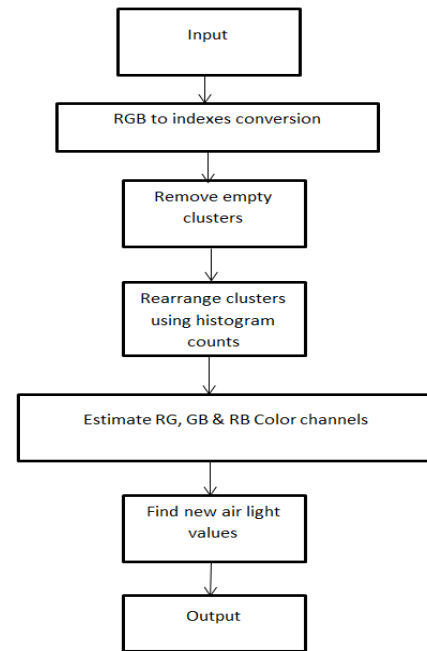 Input
RGB to indexes conversion
Remove empty
clusters
Rearrange clusters
using histogram
counts
Estimate RG, GB & RB Color channels
Find new air light
values
Output